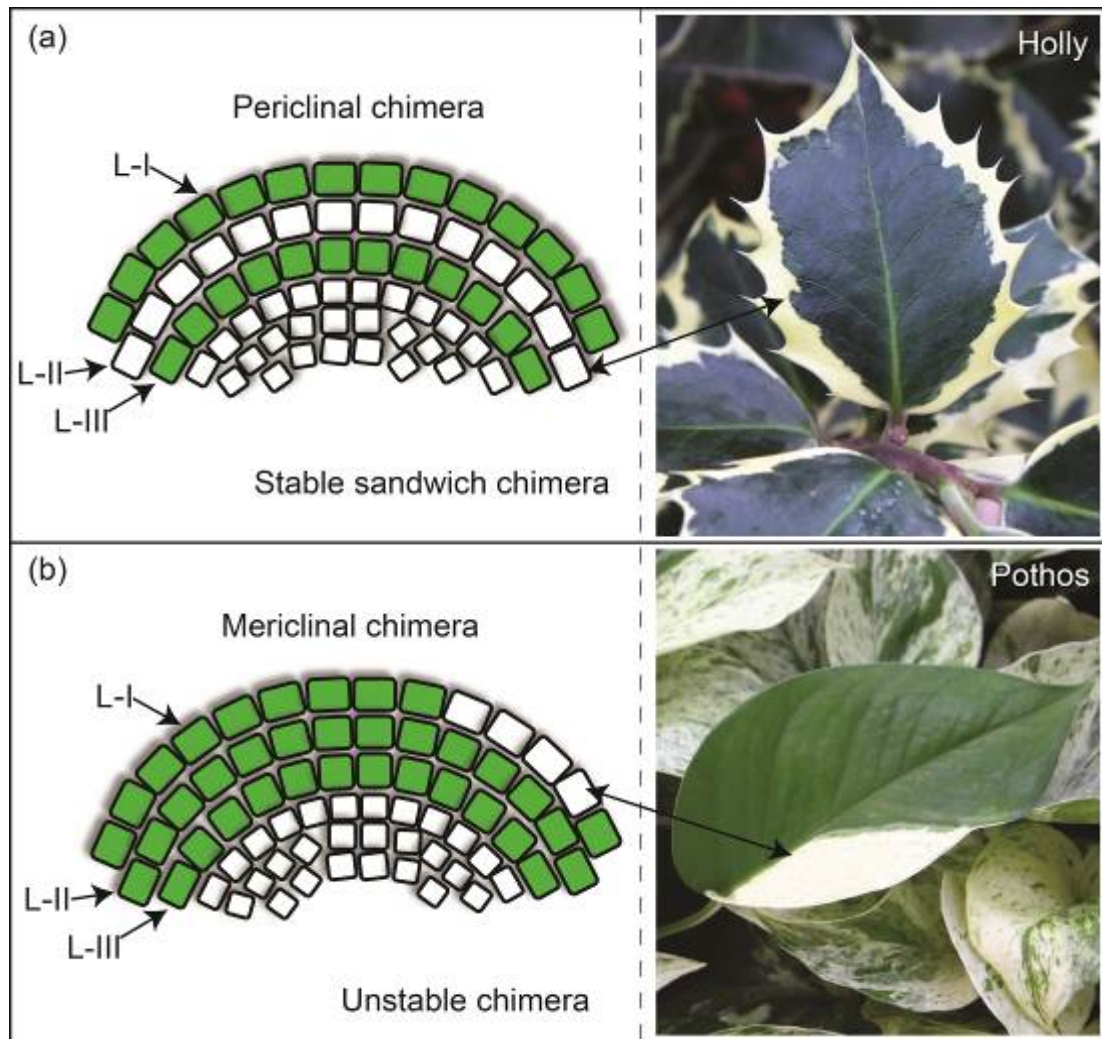 (a)
Holly
Periclinal chimera
L-I
L-II
L-III
Stable sandwich chimera
(b)
Pothos
Mericlinal chimera
L-I
L-II
L-III
Unstable chimera